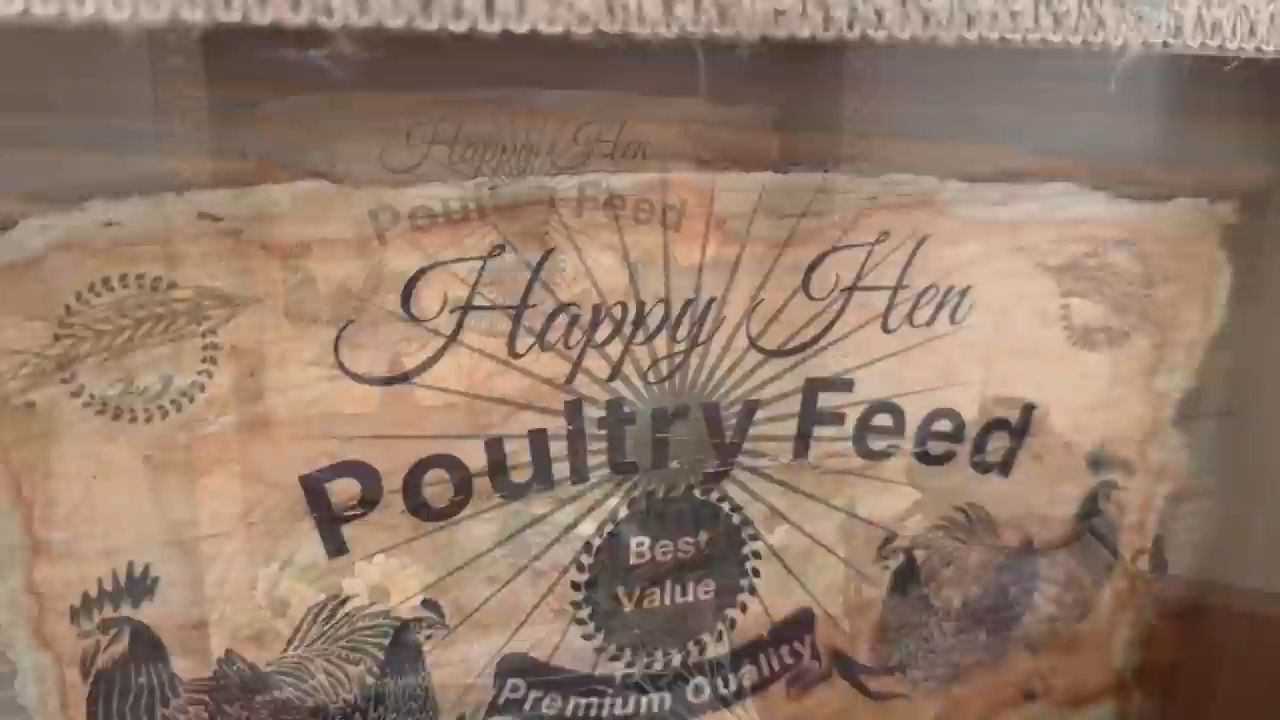 Happy Hen
Poultry Feed
Happy Hen
Poultry Feed
Best
Value
Premium Quality